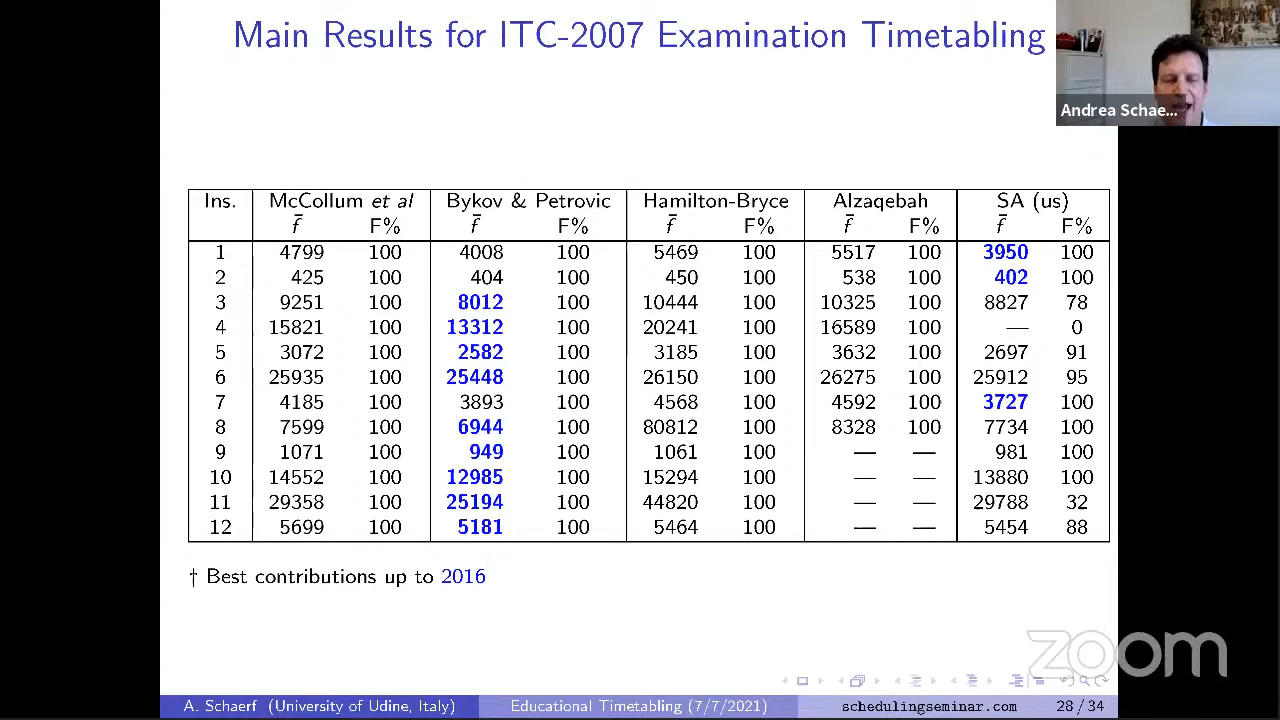 Main Results for ITC-2007 Examination Timetabling
Andrea Schae...
Ins. McCollum et al Bykov & Petrovic Hamilton-Bryce Alzaqebah SA (us)
f̄ F% f̄ F% f̄ F% f̄ F% f̄ F%
1 4799 100 4008 100 5469 100 5517 100 3950 100
2 425 100 404 100 450 100 538 100 402 100
3 9251 100 8012 100 10444 100 10325 100 8827 78
4 15821 100 13312 100 20241 100 16589 100 — 0
5 3072 100 2582 100 3185 100 3632 100 2697 91
6 25935 100 25448 100 26150 100 26275 100 25912 95
7 4185 100 3893 100 4568 100 4592 100 3727 100
8 7599 100 6944 100 80812 100 8328 100 7734 100
9 1071 100 949 100 1061 100 — — 981 100
10 14552 100 12985 100 15294 100 — — 13880 100
11 29358 100 25194 100 44820 100 — — 29788 32
12 5699 100 5181 100 5464 100 — — 5454 88
† Best contributions up to 2016
zoom
A. Schaerf (University of Udine, Italy) Educational Timetabling (7/7/2021) schedulingseminar.com 28 / 34